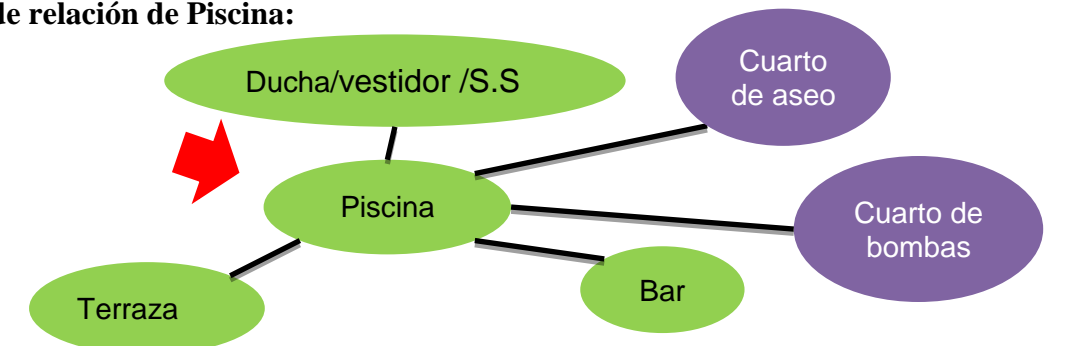 de relación de Piscina:
Ducha/vestidor /S.S
Cuarto
de aseo
Piscina
Cuarto de
bombas
Bar
Terraza